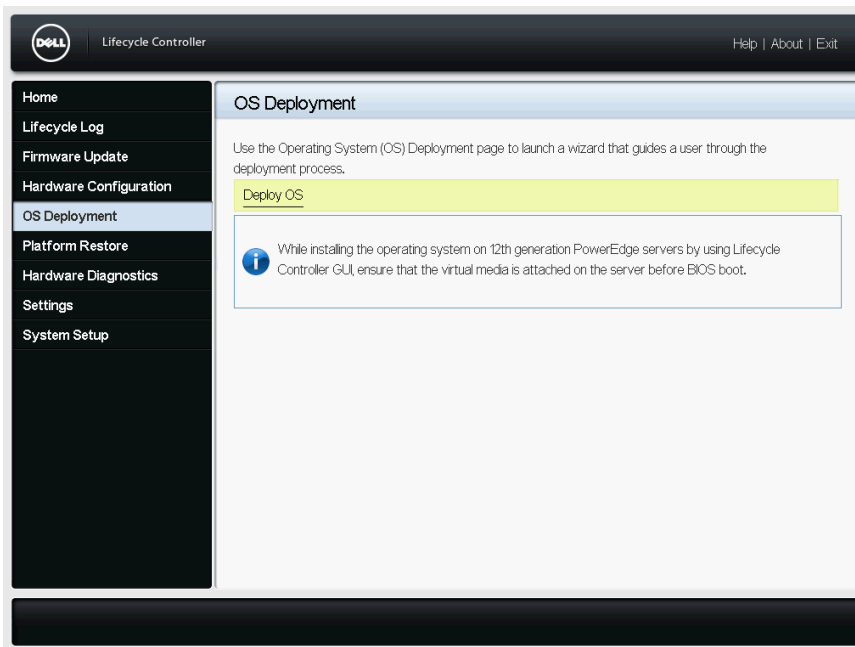 DELL Lifecycle Controller Help | About | Exit
Home
Lifecycle Log
Firmware Update
Hardware Configuration
OS Deployment
Platform Restore
Hardware Diagnostics
Settings
System Setup
OS Deployment
Use the Operating System (OS) Deployment page to launch a wizard that guides a user through the
deployment process.
Deploy OS
While installing the operating system on 12th generation PowerEdge servers by using Lifecycle
Controller GUI, ensure that the virtual media is attached on the server before BIOS boot.